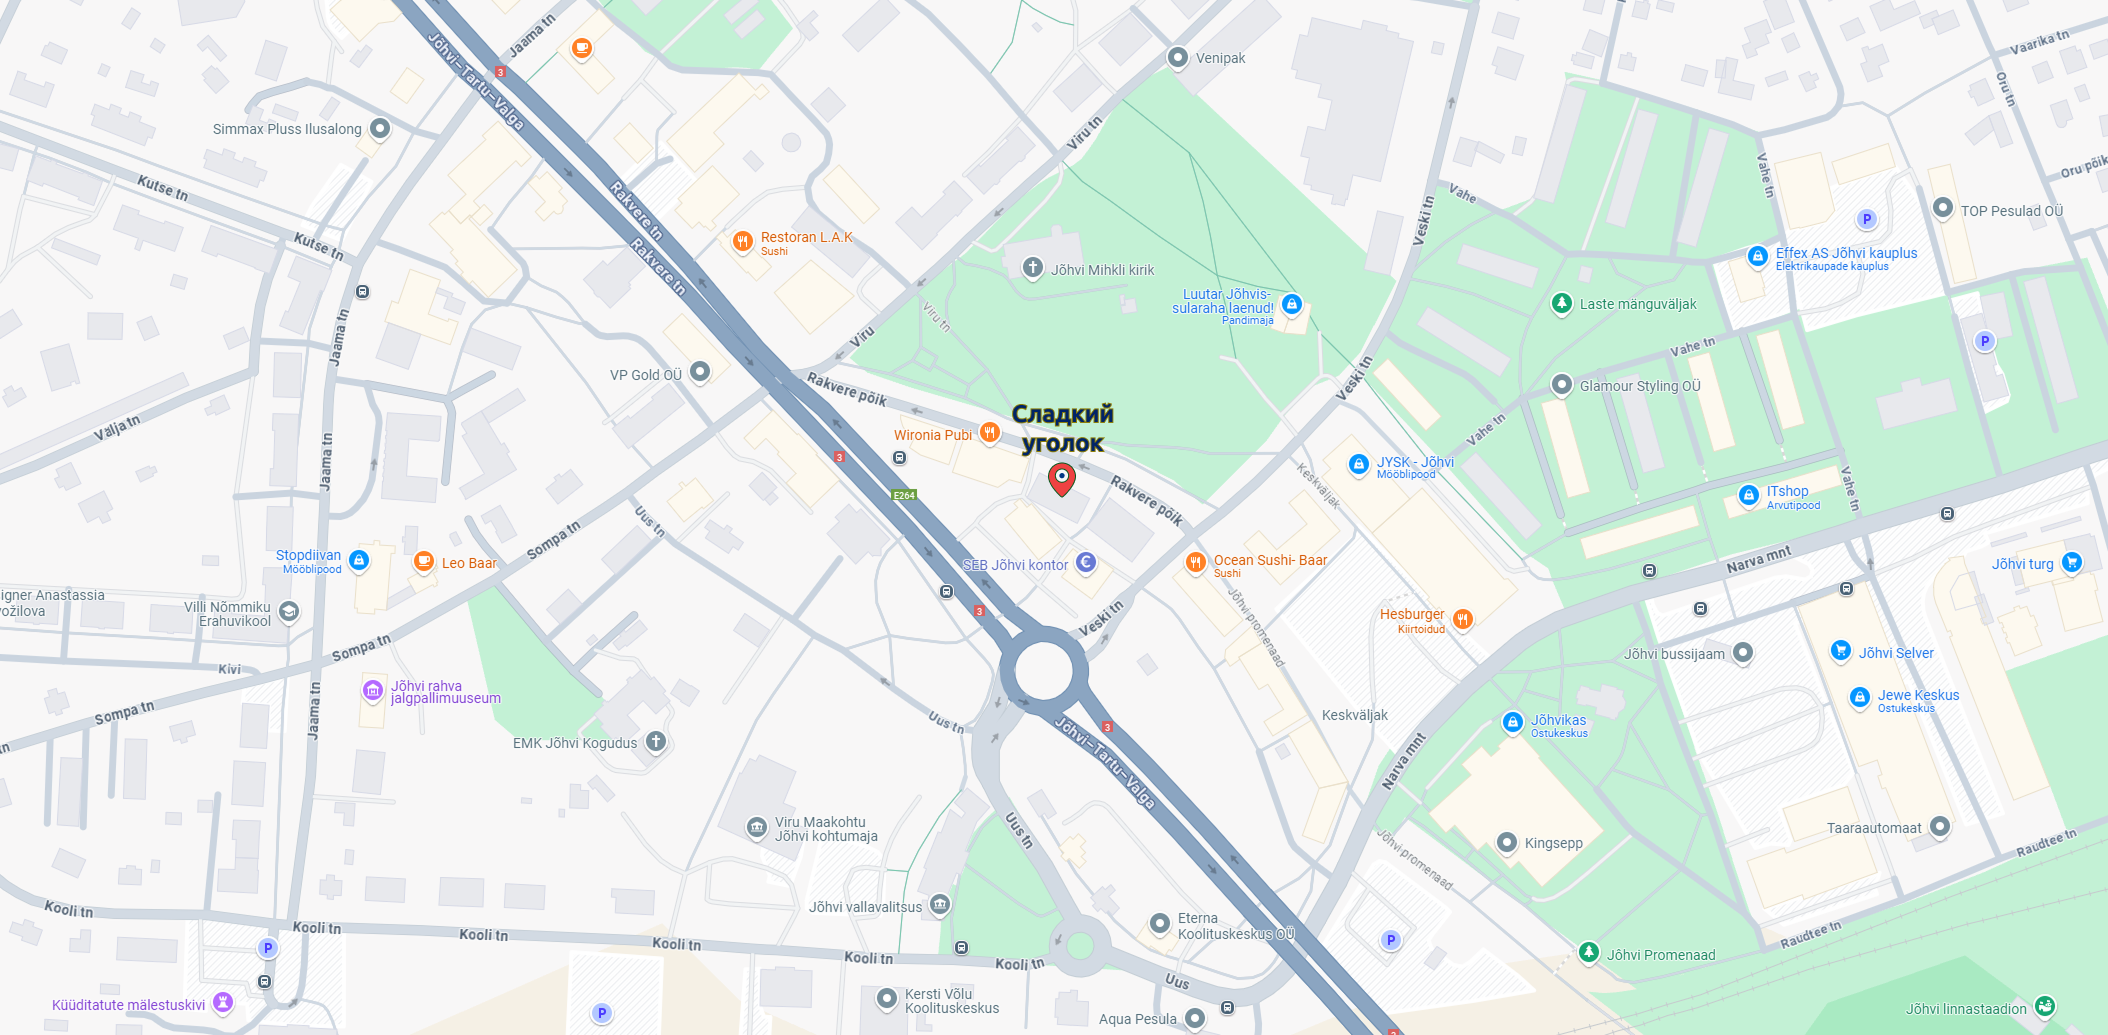 Jaama tn
Jõhvi–Tartu–Valga
3
Venipak
Vaarika tn
Oru tn
Simmax Pluss Ilusalong
Viru tn
Kutse tn
Vahe tn
Oru põik
Vahe
TOP Pesulad OÜ
P
Rakvere tn
Veski tn
Restoran L.A.K
Sushi
Kutse tn
Rakvere tn
Effex AS Jõhvi kauplus
Elektrikaupade kauplus
Jõhvi Mihkli kirik
Luutar Jõhvis-
sularaha laenud!
Pandimaja
Laste mänguväljak
Viru tn
Viru
Jaama tn
P
Vahe tn
VP Gold OÜ
Veski tn
Rakvere põik
Glamour Styling OÜ
Сладкий
уголок
Välja tn
Wironia Pubi
Vahe tn
3
Jaama tn
JYSK - Jõhvi
Mööblipood
Keskväljak
E264
Rakvere põik
ITshop
Arvutipood
Vahe tn
Uus tn
Sompa tn
Stopdiivan
Mööblipood
Leo Baar
SEB Jõhvi kontor
Ocean Sushi- Baar
Sushi
Narva mnt
Jõhvi turg
igner Anastassia
ožilova
Villi Nõmmiku
Erahuvikool
3
Veski tn
Jõhvi promenaad
Hesburger
Kiirtoidud
Sompa tn
Jõhvi bussijaam
Jõhvi Selver
Kivi
Jõhvi rahva
jalgpallimuuseum
Jaama tn
Jewe Keskus
Ostukeskus
Sompa tn
tn
Uus tn
Keskväljak
Jõhvikas
Ostukeskus
EMK Jõhvi Kogudus
3
Jõhvi–Tartu–Valga
Narva mnt
Viru Maakohtu
Jõhvi kohtumaja
Uus tn
Kingsepp
Taaraautomaat
Raudtee tn
Jõhvi promenaad
Kooli tn
Jõhvi vallavalitsus
Eterna
Koolituskeskus OÜ
Kooli tn
Kooli tn
Kooli tn
Kooli tn
Kooli tn
P
P
Raudtee tn
Jõhvi Promenaad
Uus
Küüditatute mälestuskivi
P
Kersti Võlu
Koolituskeskus
Aqua Pesula
Jõhvi linnastaadion
3